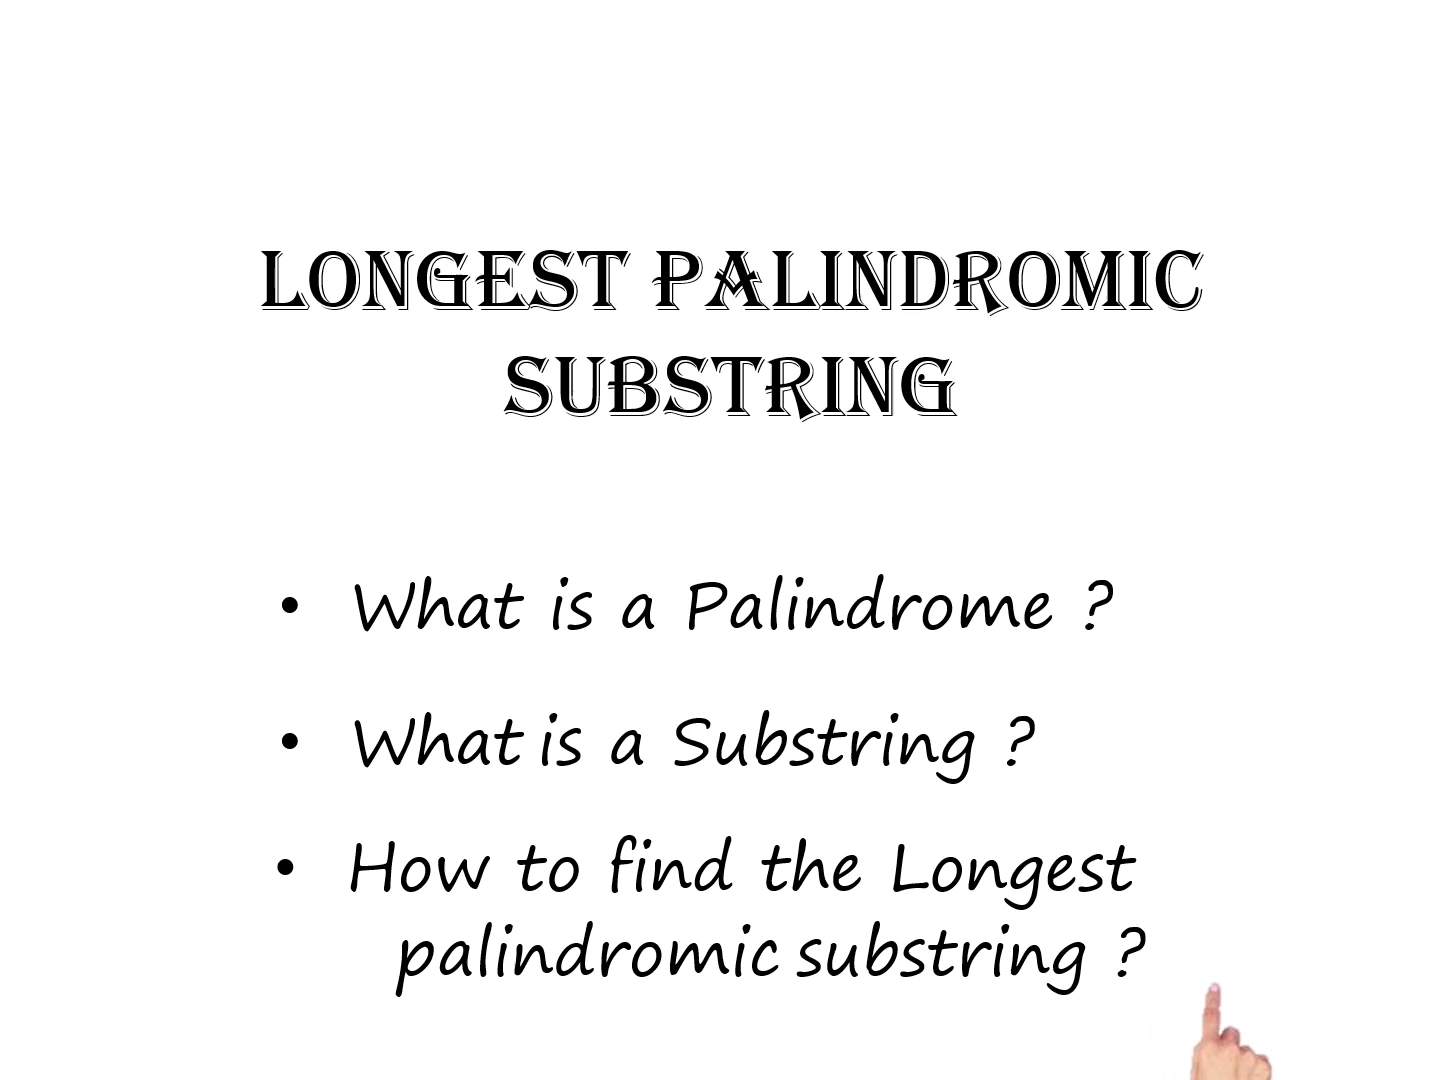 LONGEST PALINDROMIC
SUBSTRING
• What is a Palindrome ?
• What is a Substring ?
• How to find the Longest
palindromic substring ?